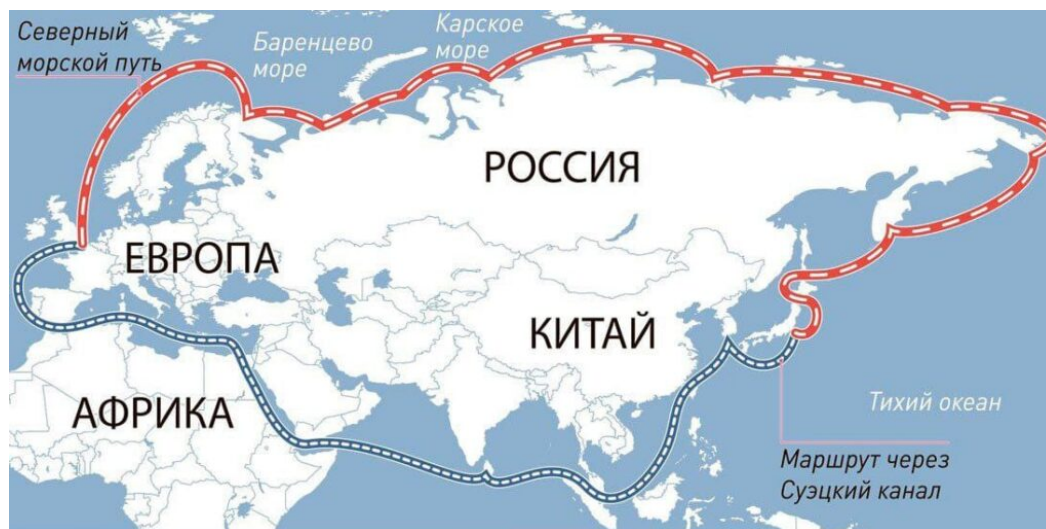 Северный
морской путь
Баренцево
море
Карское
море
РОССИЯ
ЕВРОПА
КИТАЙ
АФРИКА
Тихий океан
Маршрут через
Суэцкий канал